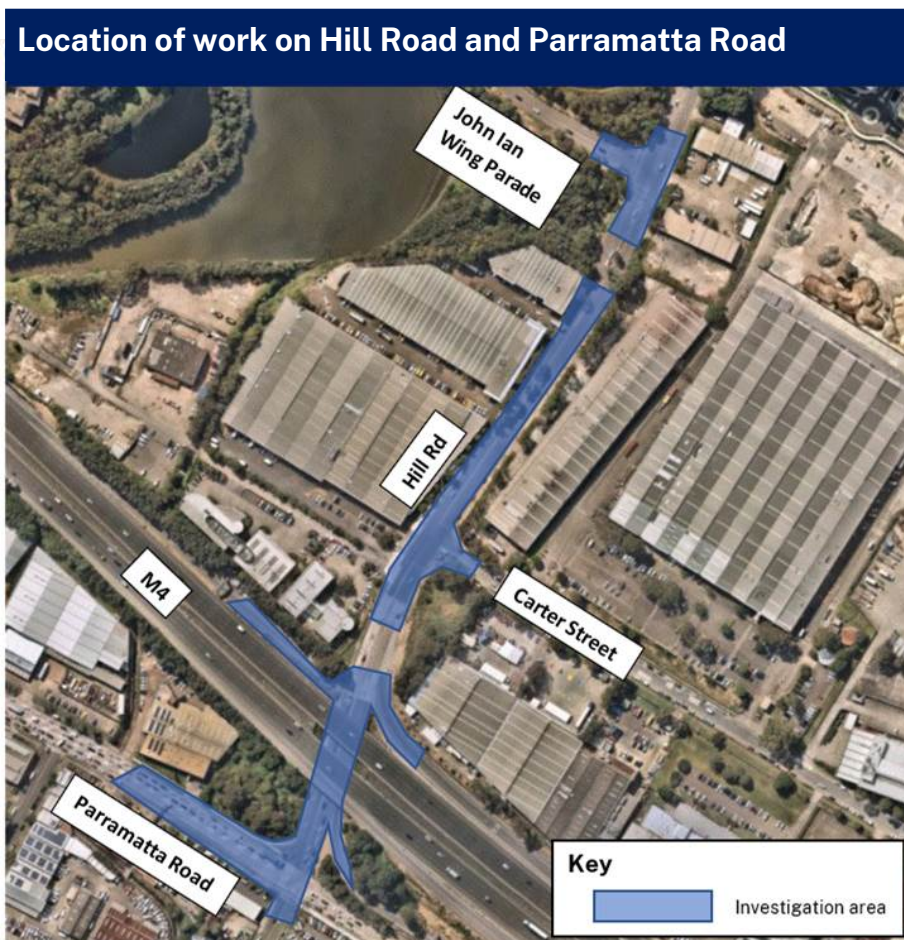 Location of work on Hill Road and Parramatta Road
John Ian
Wing Parade
Hill Rd
M4
Carter Street
Parramatta Road
Key
Investigation area